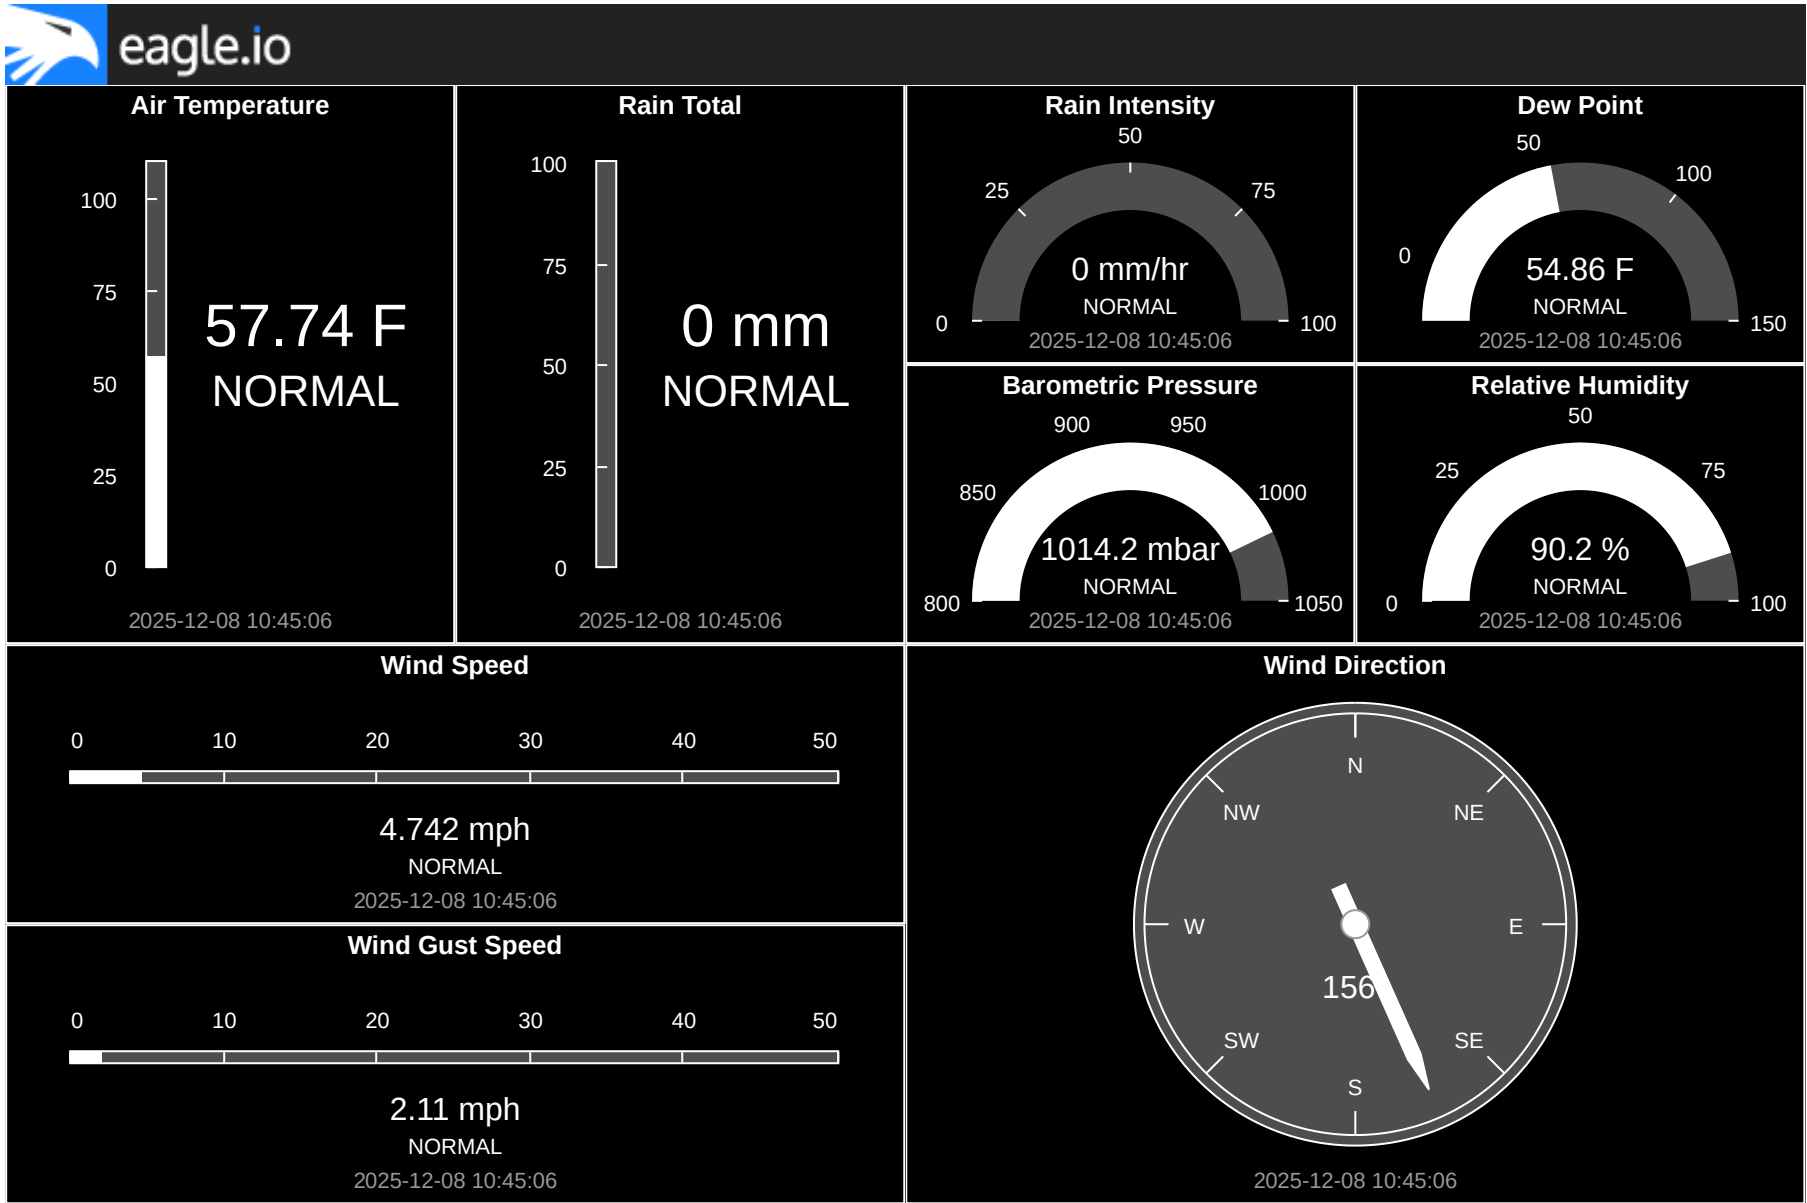 eagle.io
Air Temperature
100
75
50
25
0
57.74 F
NORMAL
2025-12-08 10:45:06
Rain Total
100
75
50
25
0
0 mm
NORMAL
2025-12-08 10:45:06
Rain Intensity
50
25
75
0
100
0 mm/hr
NORMAL
2025-12-08 10:45:06
Dew Point
50
100
0
150
54.86 F
NORMAL
2025-12-08 10:45:06
Barometric Pressure
900 950
850 1000
1014.2 mbar
NORMAL
800 1050
2025-12-08 10:45:06
Relative Humidity
50
25 75
90.2 %
NORMAL
0 100
2025-12-08 10:45:06
Wind Speed
0 10 20 30 40 50
4.742 mph
NORMAL
2025-12-08 10:45:06
Wind Gust Speed
0 10 20 30 40 50
2.11 mph
NORMAL
2025-12-08 10:45:06
Wind Direction
N
NW NE
W E
156
SW SE
S
2025-12-08 10:45:06